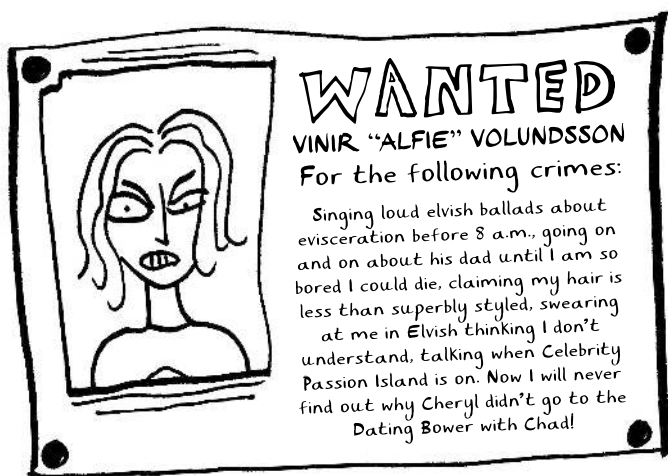 WANTED
VINIR “ALFIE” VOLUNDSSON
For the following crimes:
Singing loud elvish ballads about
evisceration before 8 a.m., going on
and on about his dad until I am so
bored I could die, claiming my hair is
less than superbly styled, swearing
at me in Elvish thinking I don’t
understand, talking when Celebrity
Passion Island is on. Now I will never
find out why Cheryl didn’t go to the
Dating Bower with Chad!